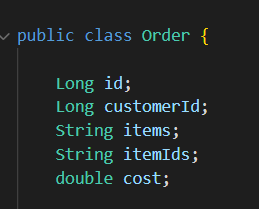 public class Order {
Long id;
Long customerId;
String items;
String itemIds;
double cost;